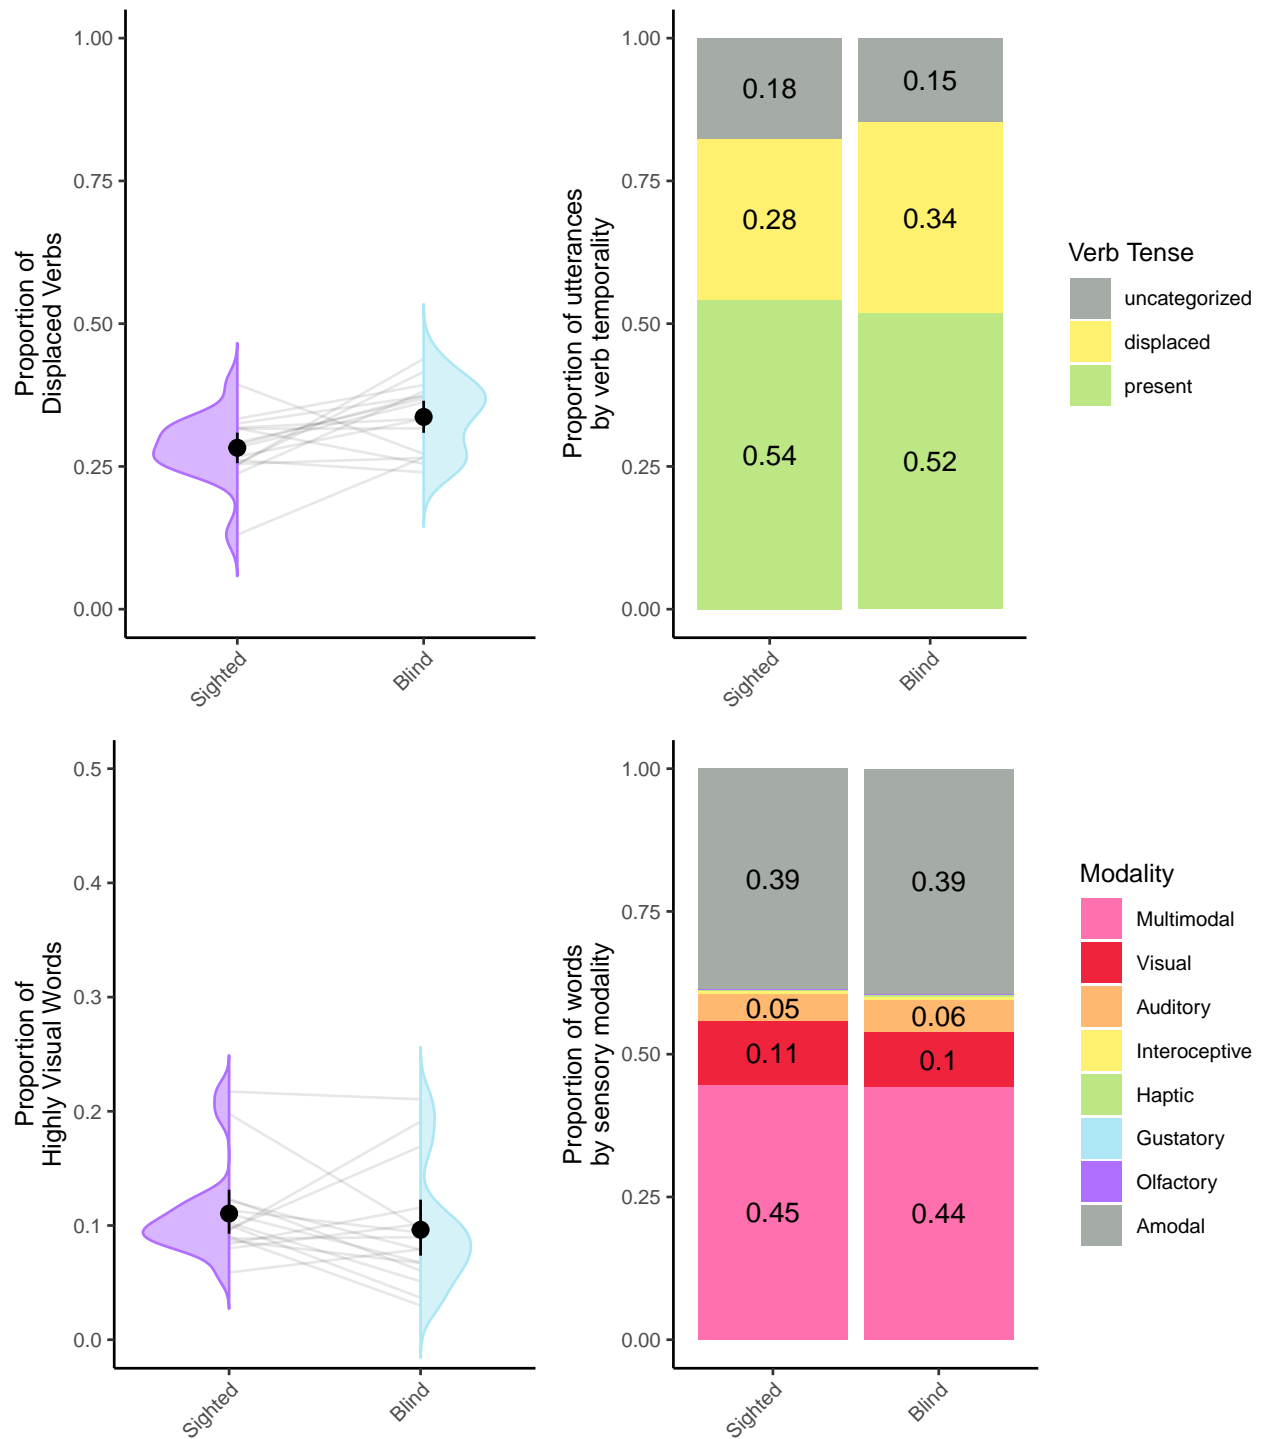 Proportion of
Displaced Verbs
1.00
0.75
0.50
0.25
0.00
Sighted
Blind
Proportion of utterances
by verb temporality
1.00
0.75
0.50
0.25
0.00
0.18
0.15
0.28
0.34
0.54
0.52
Sighted
Blind
Verb Tense
uncategorized
displaced
present
Proportion of
Highly Visual Words
0.5
0.4
0.3
0.2
0.1
0.0
Sighted
Blind
Proportion of words
by sensory modality
1.00
0.75
0.50
0.25
0.00
0.39
0.39
0.05
0.06
0.11
0.1
0.45
0.44
Sighted
Blind
Modality
Multimodal
Visual
Auditory
Interoceptive
Haptic
Gustatory
Olfactory
Amodal